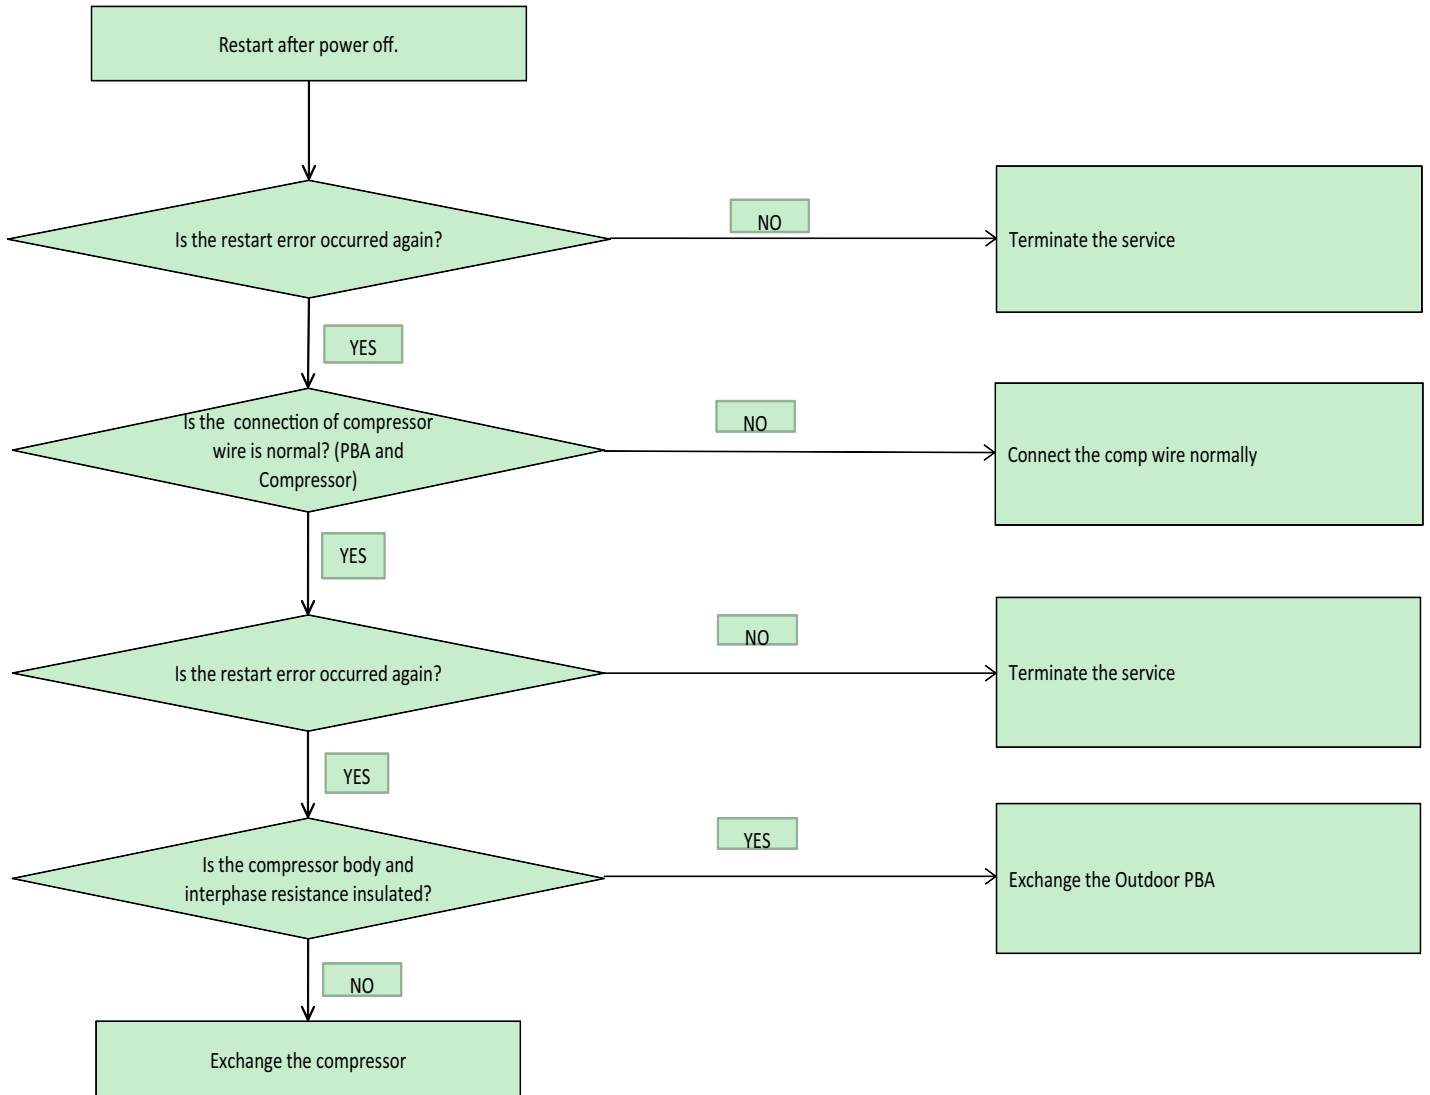 Restart after power off.
Is the restart error occurred again?
NO
Terminate the service
YES
Is the  connection of compressor
wire is normal? (PBA and
Compressor)
NO
Connect the comp wire normally
YES
Is the restart error occurred again?
NO
Terminate the service
YES
Is the compressor body and
interphase resistance insulated?
YES
Exchange the Outdoor PBA
NO
Exchange the compressor